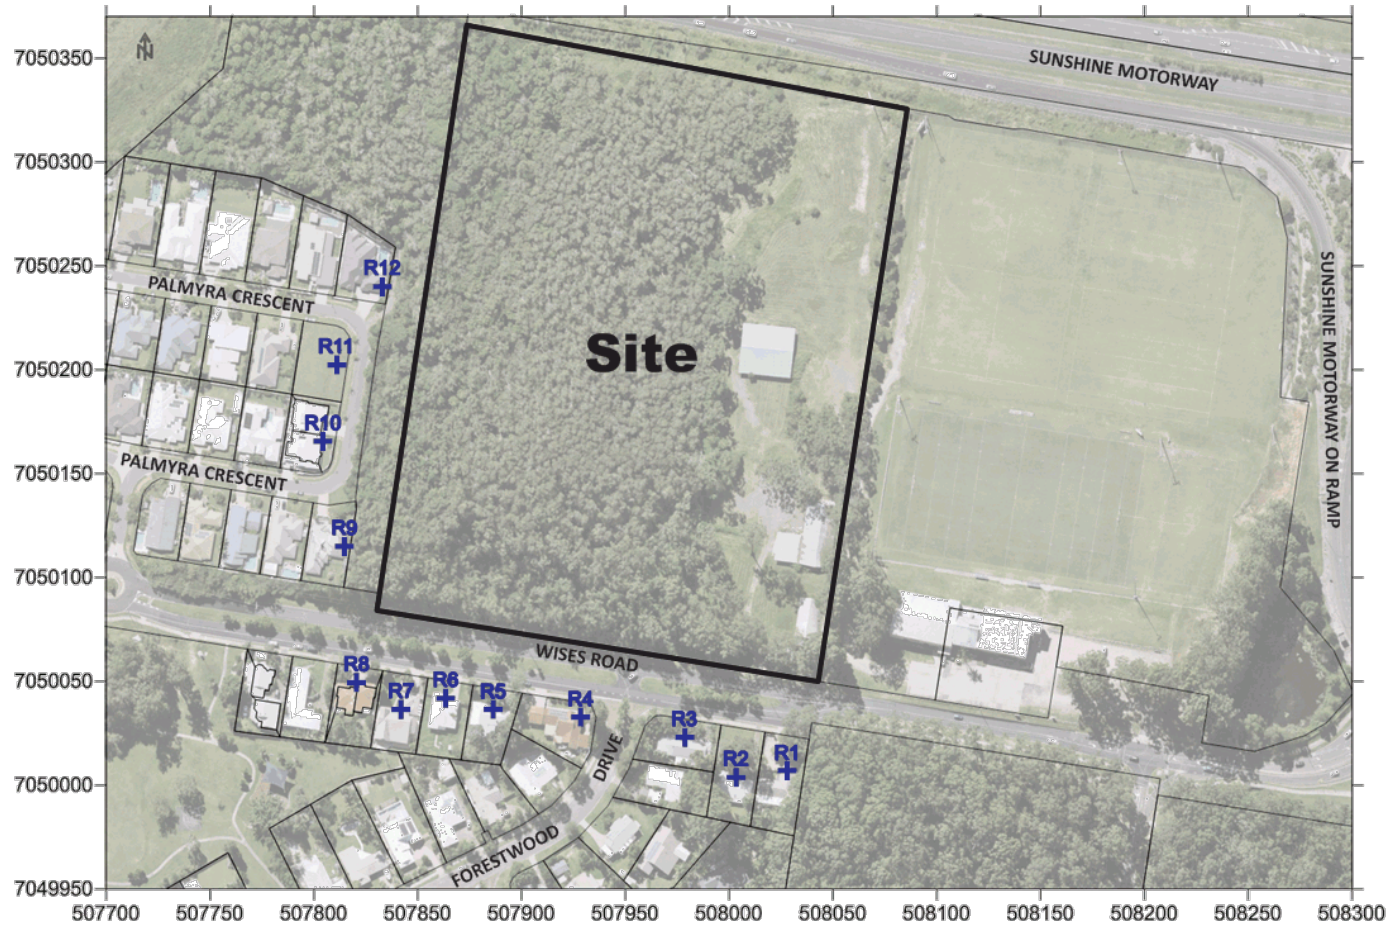 N
7050350
SUNSHINE MOTORWAY
7050300
7050250
R12
PALMYRA CRESCENT
SUNSHINE MOTORWAY ON RAMP
R11
Site
7050200
R10
7050150
PALMYRA CRESCENT
R9
7050100
WISES ROAD
7050050
R8
R7
R6
R5
R4
R3
R2
R1
DRIVE
7050000
FORESTWOOD
7049950
507700
507750
507800
507850
507900
507950
508000
508050
508100
508150
508200
508250
508300